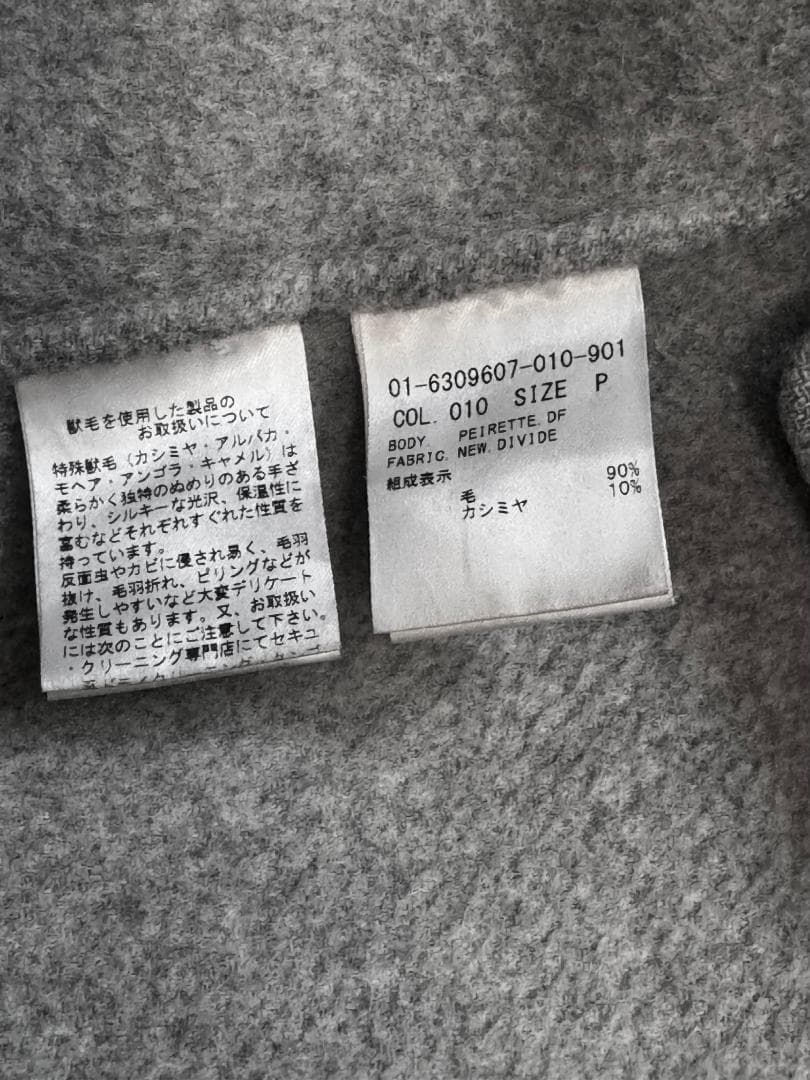 獣毛を使用した製品の
お取扱いについて
特殊獣毛(カシミヤ・アルパカ・
モヘア・アンゴラ・キャメル)は
柔らかく独特のぬめりのある手ざ
わり、シルキーな光沢、保温性に
富むなどそれぞれすぐれた性質を
持っています。
反面虫やカビに侵され易く、毛羽
抜け、毛羽折れ、ピリングなどが
発生しやすいなど大変デリケート
な性質もあります。又、お取扱い
には次のことにご注意して下さい。
・クリーニング専門店にてセキユ
01-6309607-010-901
COL. 010 SIZE P
BODY. PEIRETTE.DF
FABRIC. NEW.DIVIDE
組成表示
毛 90%
カシミヤ 10%